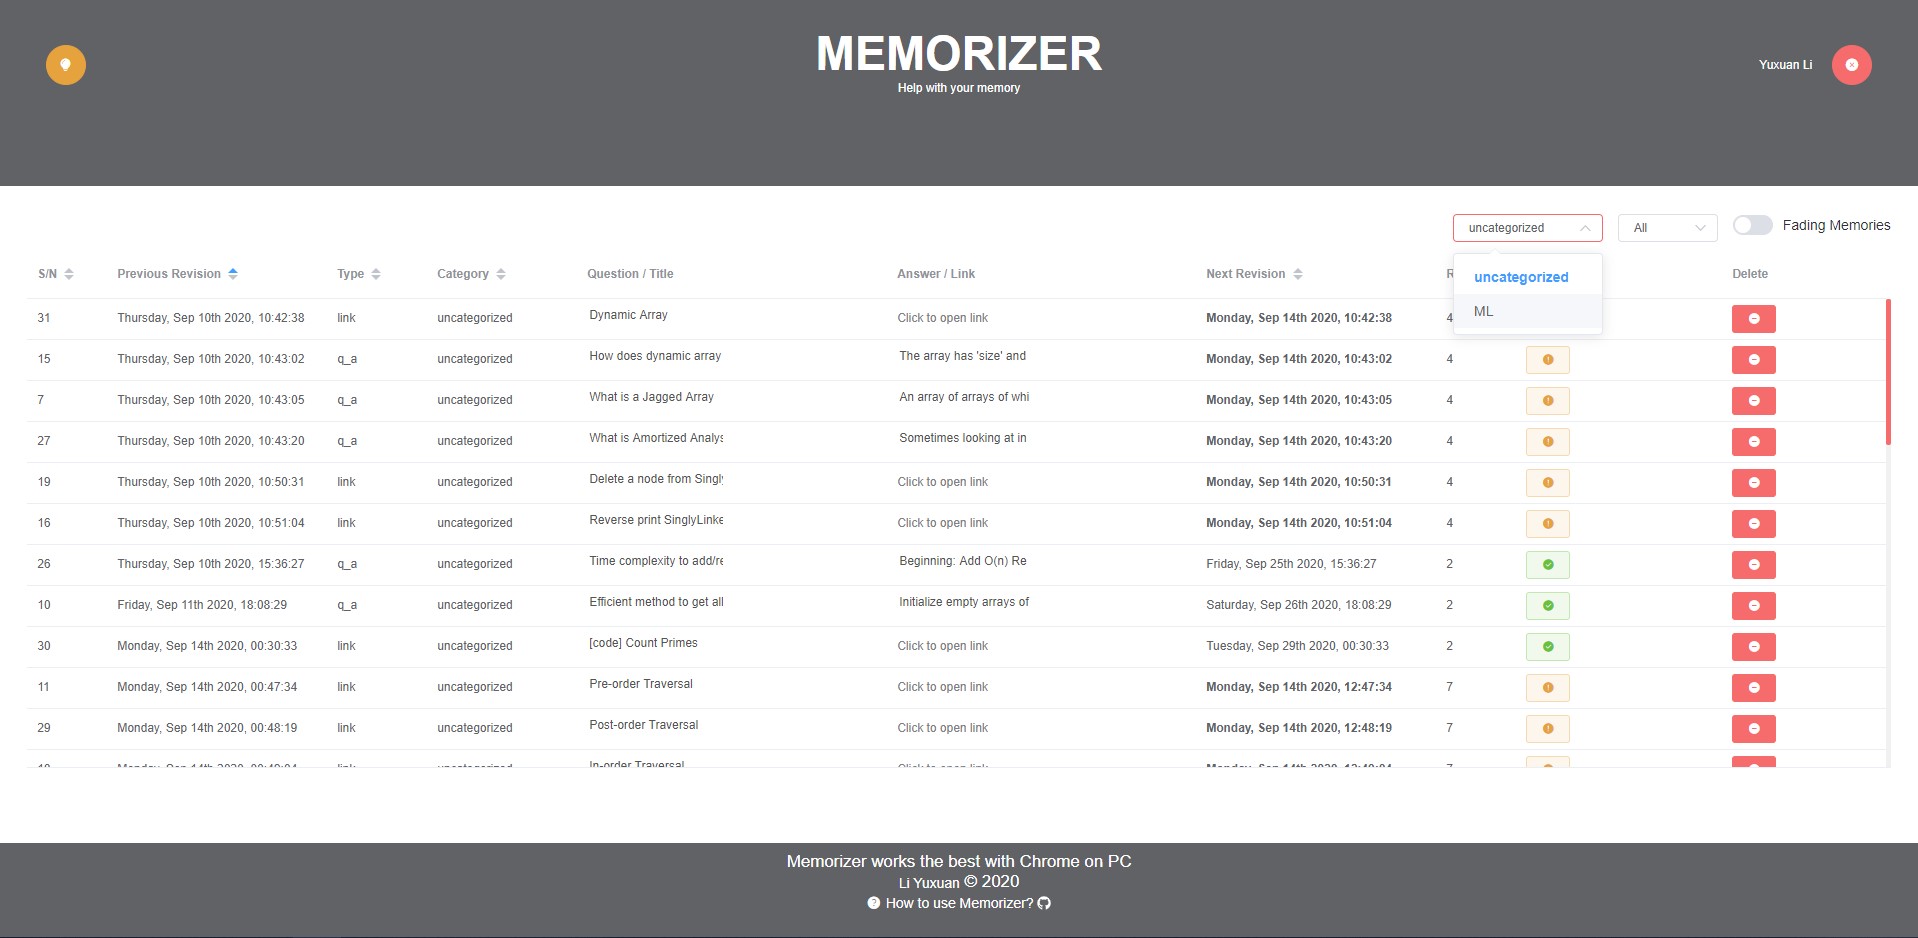 MEMORIZER
Help with your memory
Yuxuan Li
uncategorized All Fading Memories
S/N Previous Revision Type Category Question / Title Answer / Link Next Revision R Delete
uncategorized
ML
31 Thursday, Sep 10th 2020, 10:42:38 link uncategorized Dynamic Array Click to open link Monday, Sep 14th 2020, 10:42:38 4
15 Thursday, Sep 10th 2020, 10:43:02 q_a uncategorized How does dynamic array The array has 'size' and Monday, Sep 14th 2020, 10:43:02 4
7 Thursday, Sep 10th 2020, 10:43:05 q_a uncategorized What is a Jagged Array An array of arrays of whi Monday, Sep 14th 2020, 10:43:05 4
27 Thursday, Sep 10th 2020, 10:43:20 q_a uncategorized What is Amortized Analys Sometimes looking at in Monday, Sep 14th 2020, 10:43:20 4
19 Thursday, Sep 10th 2020, 10:50:31 link uncategorized Delete a node from Singly Click to open link Monday, Sep 14th 2020, 10:50:31 4
16 Thursday, Sep 10th 2020, 10:51:04 link uncategorized Reverse print SinglyLinke Click to open link Monday, Sep 14th 2020, 10:51:04 4
26 Thursday, Sep 10th 2020, 15:36:27 q_a uncategorized Time complexity to add/re Beginning: Add O(n) Re Friday, Sep 25th 2020, 15:36:27 2
10 Friday, Sep 11th 2020, 18:08:29 q_a uncategorized Efficient method to get all Initialize empty arrays of Saturday, Sep 26th 2020, 18:08:29 2
30 Monday, Sep 14th 2020, 00:30:33 link uncategorized [code] Count Primes Click to open link Tuesday, Sep 29th 2020, 00:30:33 2
11 Monday, Sep 14th 2020, 00:47:34 link uncategorized Pre-order Traversal Click to open link Monday, Sep 14th 2020, 12:47:34 7
29 Monday, Sep 14th 2020, 00:48:19 link uncategorized Post-order Traversal Click to open link Monday, Sep 14th 2020, 12:48:19 7
link uncategorized In-order Traversal Click to open link
Memorizer works the best with Chrome on PC
Li Yuxuan © 2020
How to use Memorizer?